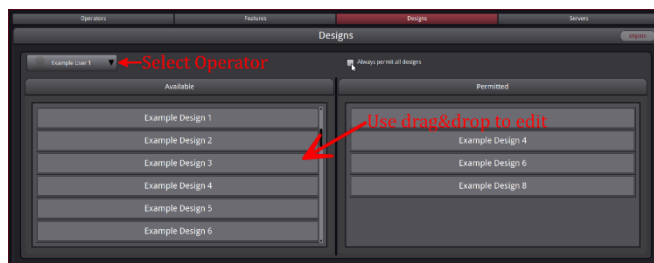 Operators Features Designs Servers
Designs
Example User 1 Select Operator Always permit all designs
Available Permitted
Example Design 1
Use drag&drop to edit
Example Design 2 Example Design 4
Example Design 3 Example Design 6
Example Design 4 Example Design 8
Example Design 5
Example Design 6